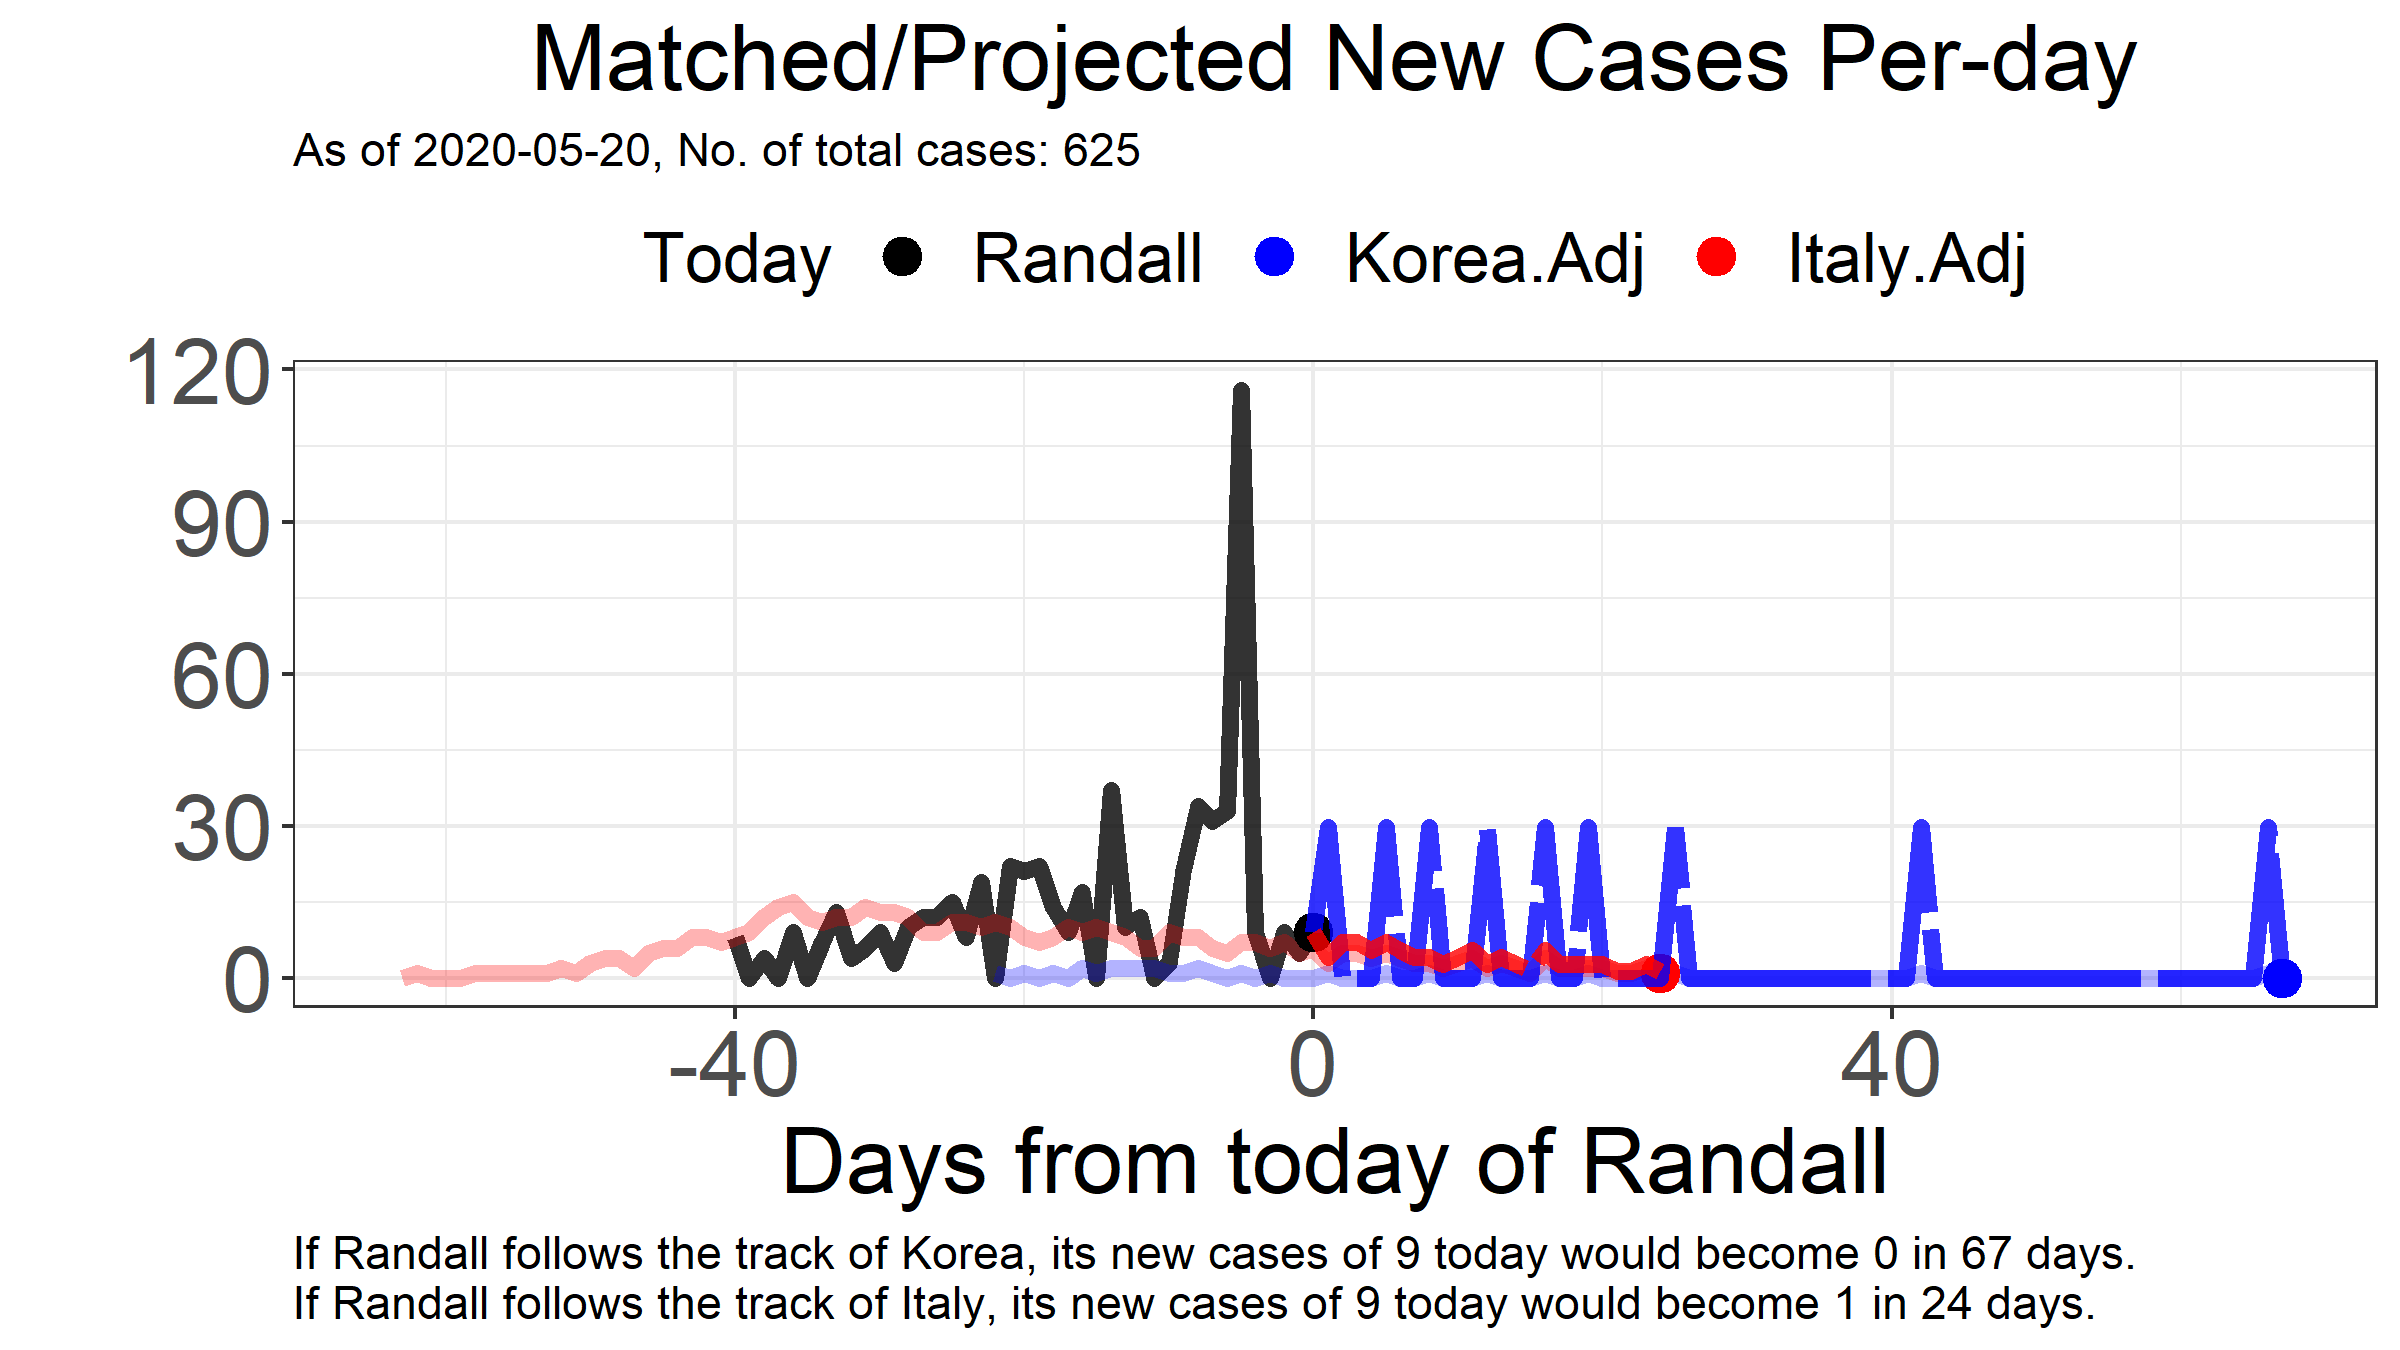 Matched/Projected New Cases Per-day
As of 2020-05-20, No. of total cases: 625
Today Randall Korea.Adj Italy.Adj
120
90
60
30
0
-40 0 40
Days from today of Randall
If Randall follows the track of Korea, its new cases of 9 today would become 0 in 67 days.
If Randall follows the track of Italy, its new cases of 9 today would become 1 in 24 days.